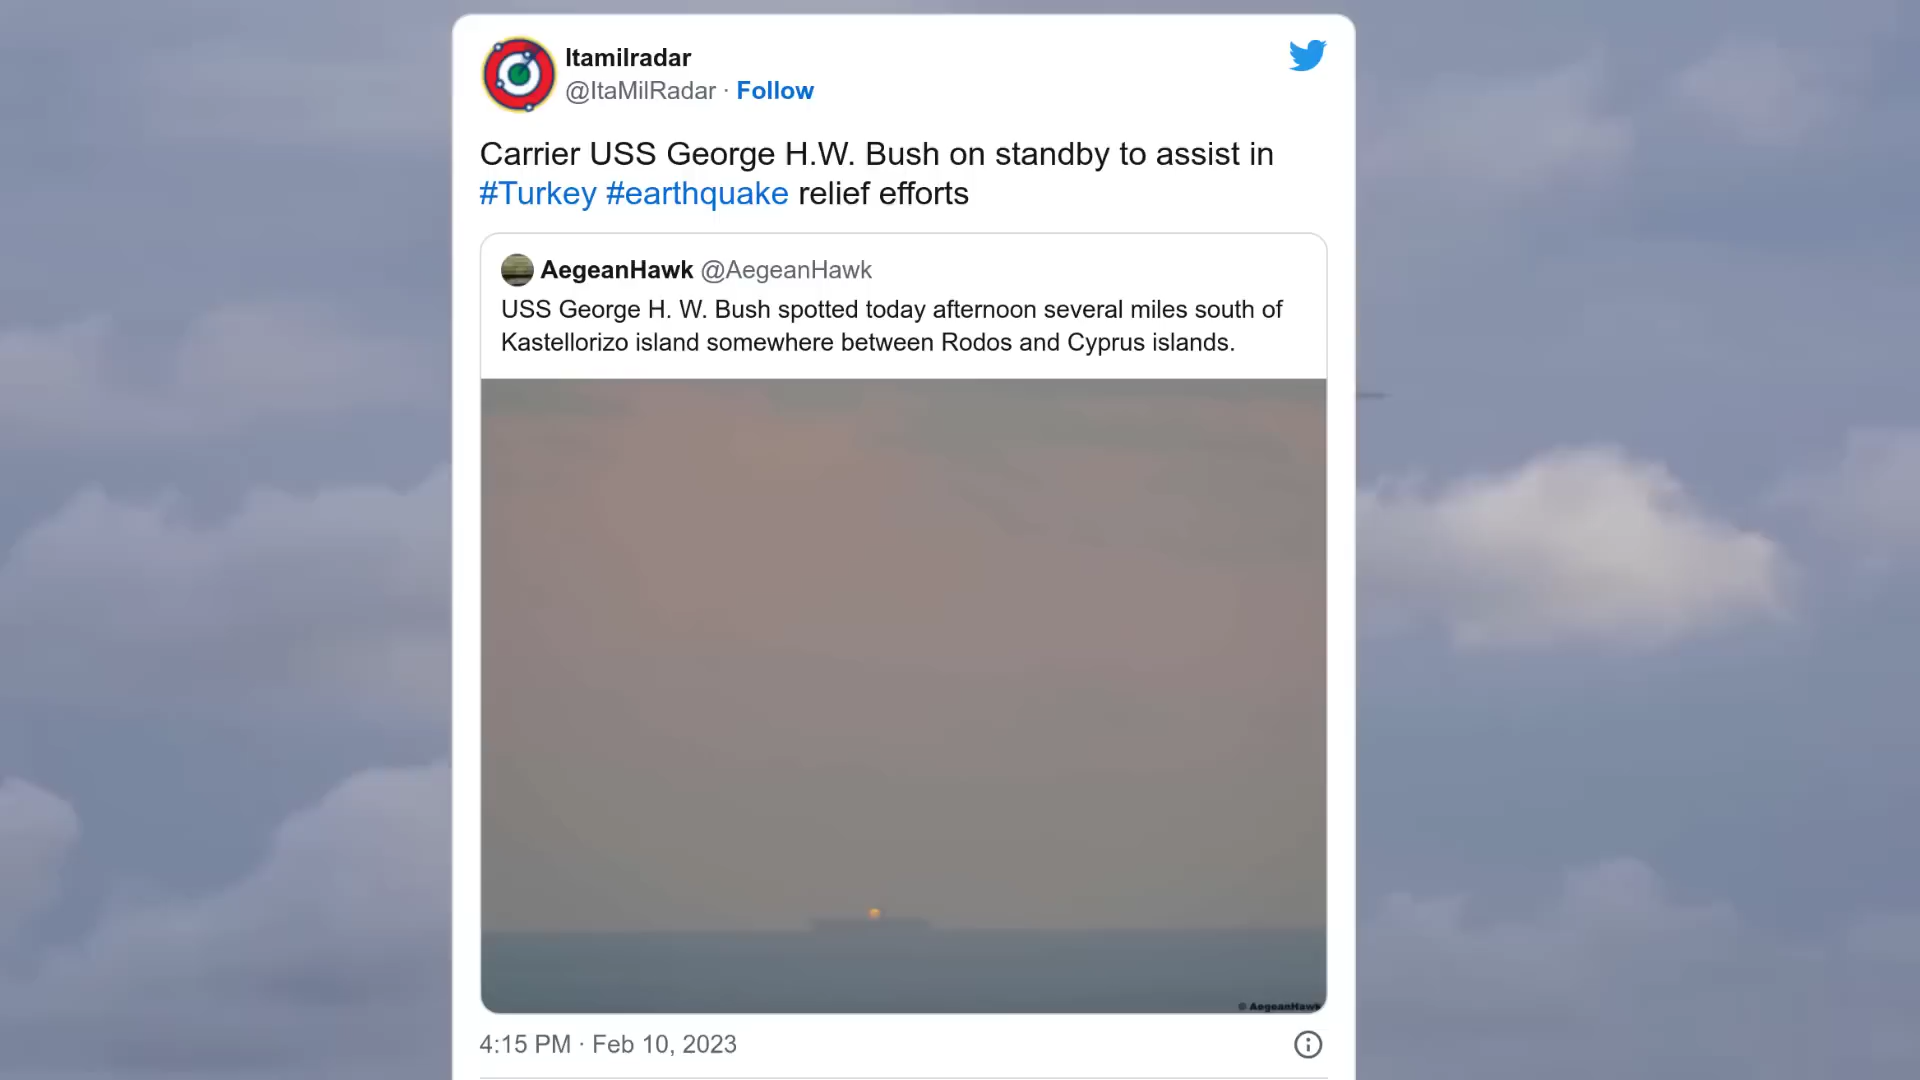 Itamilradar
@ItaMilRadar · Follow
Carrier USS George H.W. Bush on standby to assist in
#Turkey #earthquake relief efforts
AegeanHawk @AegeanHawk
USS George H. W. Bush spotted today afternoon several miles south of
Kastellorizo island somewhere between Rodos and Cyprus islands.
© AegeanHawk
4:15 PM · Feb 10, 2023